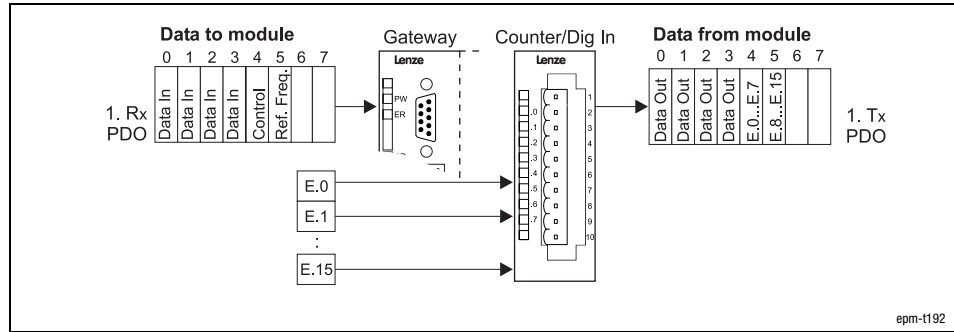 Data to module
0 1 2 3 4 5 6 7
1. Rx
PDO
Data In
Data In
Data In
Data In
Control
Ref. Freq.
Gateway
Lenze
PW
ER
Counter/Dig In
Lenze
.0
.1
.2
.3
.4
.5
.6
.7
1
2
3
4
5
6
7
8
9
10
Data from module
0 1 2 3 4 5 6 7
Data Out
Data Out
Data Out
Data Out
E.0...E.7
E.8...E.15
1. Tx
PDO
E.0
E.1
:
E.15
epm-t192